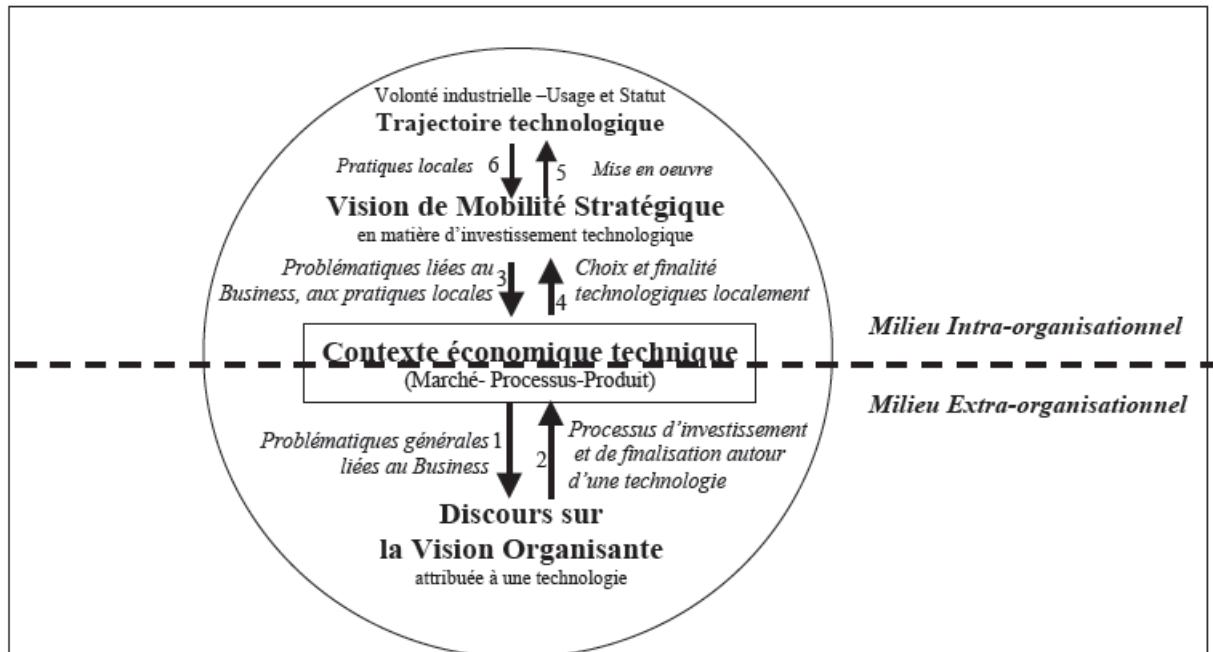 Volonté industrielle –Usage et Statut
Trajectoire technologique
Pratiques locales 6
5 Mise en oeuvre
Vision de Mobilité Stratégique
en matière d'investissement technologique
Problématiques liées au 3
Business, aux pratiques locales
Choix et finalité
4 technologiques localement
Contexte économique technique
(Marché- Processus-Produit)
Milieu Intra-organisationnel
Milieu Extra-organisationnel
Problématiques générales 1
liées au Business
Processus d'investissement
2 et de finalisation autour
d'une technologie
Discours sur
la Vision Organisante
attribuée à une technologie